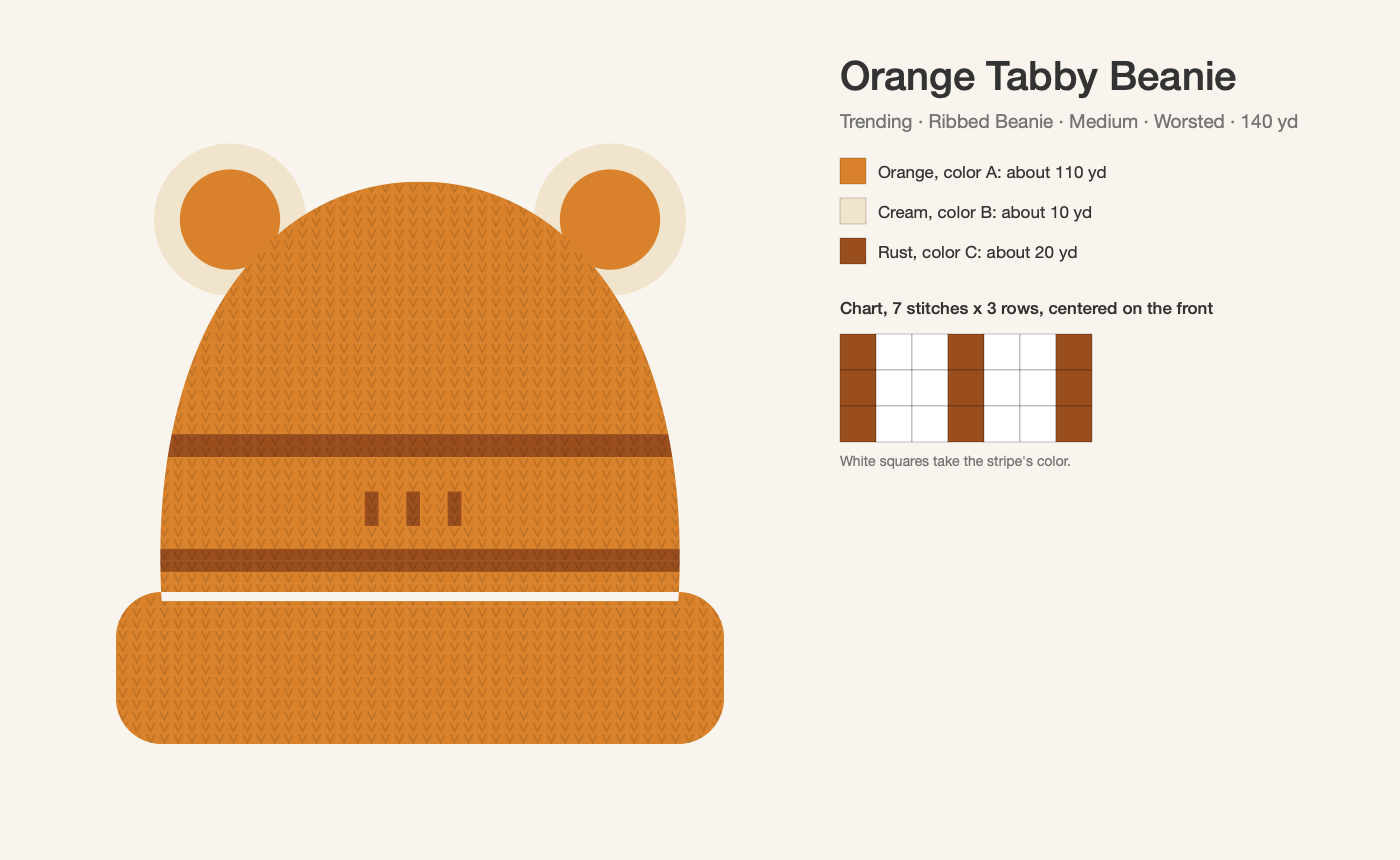 Orange Tabby Beanie
Trending · Ribbed Beanie · Medium · Worsted · 140 yd
Orange, color A: about 110 yd
Cream, color B: about 10 yd
Rust, color C: about 20 yd
Chart, 7 stitches x 3 rows, centered on the front
White squares take the stripe's color.